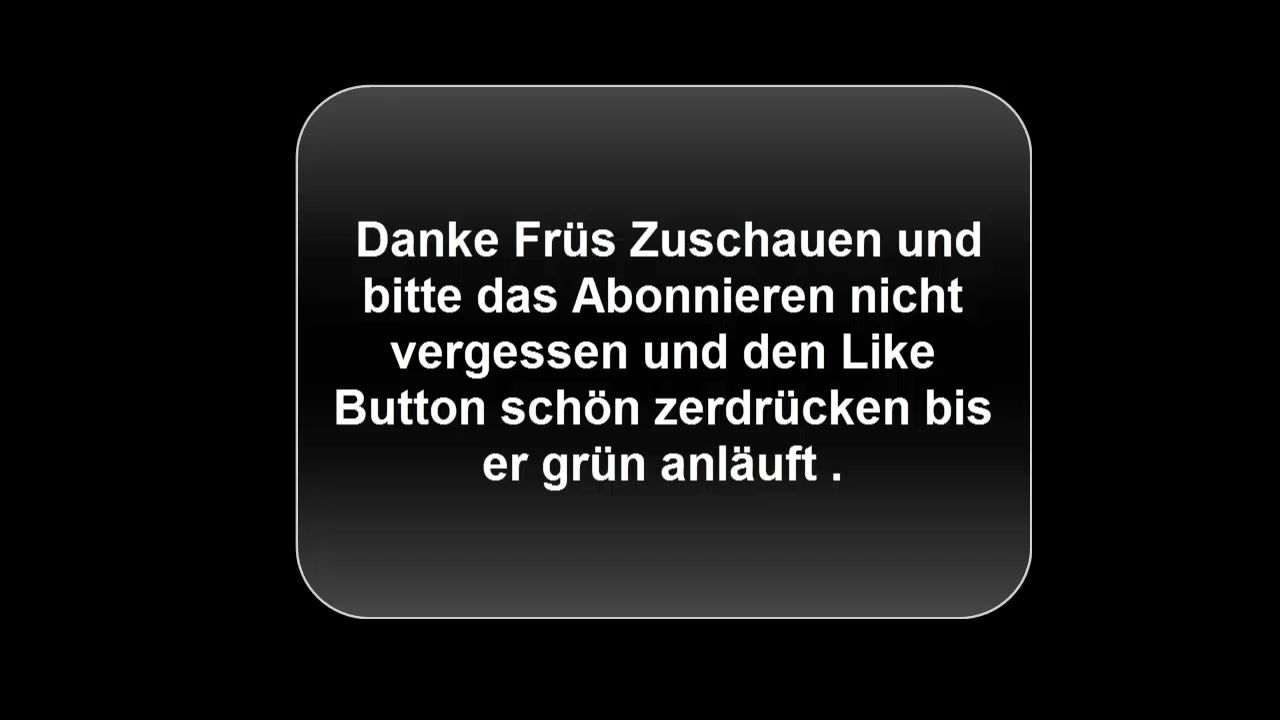 Danke Früs Zuschauen und
bitte das Abonnieren nicht
vergessen und den Like
Button schön zerdrücken bis
er grün anläuft .